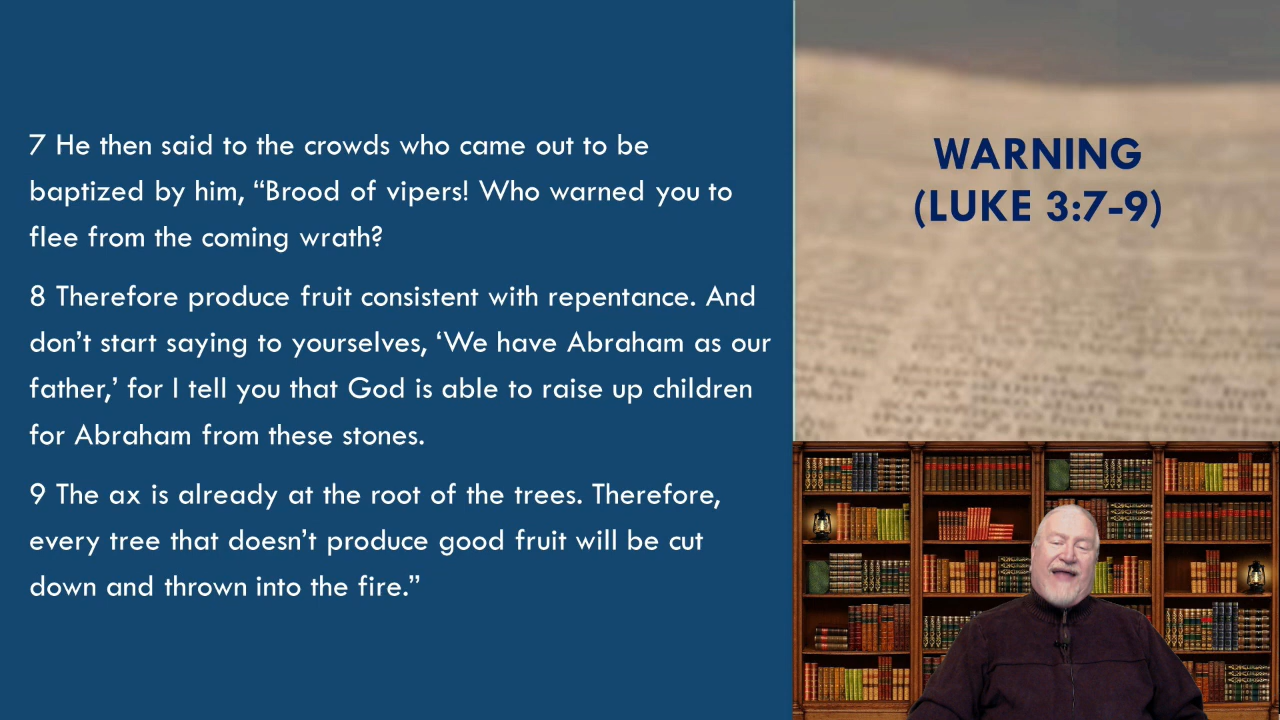 7 He then said to the crowds who came out to be
baptized by him, “Brood of vipers! Who warned you to
flee from the coming wrath?
8 Therefore produce fruit consistent with repentance. And
don’t start saying to yourselves, ‘We have Abraham as our
father,’ for I tell you that God is able to raise up children
for Abraham from these stones.
9 The ax is already at the root of the trees. Therefore,
every tree that doesn’t produce good fruit will be cut
down and thrown into the fire.”
WARNING
(LUKE 3:7-9)